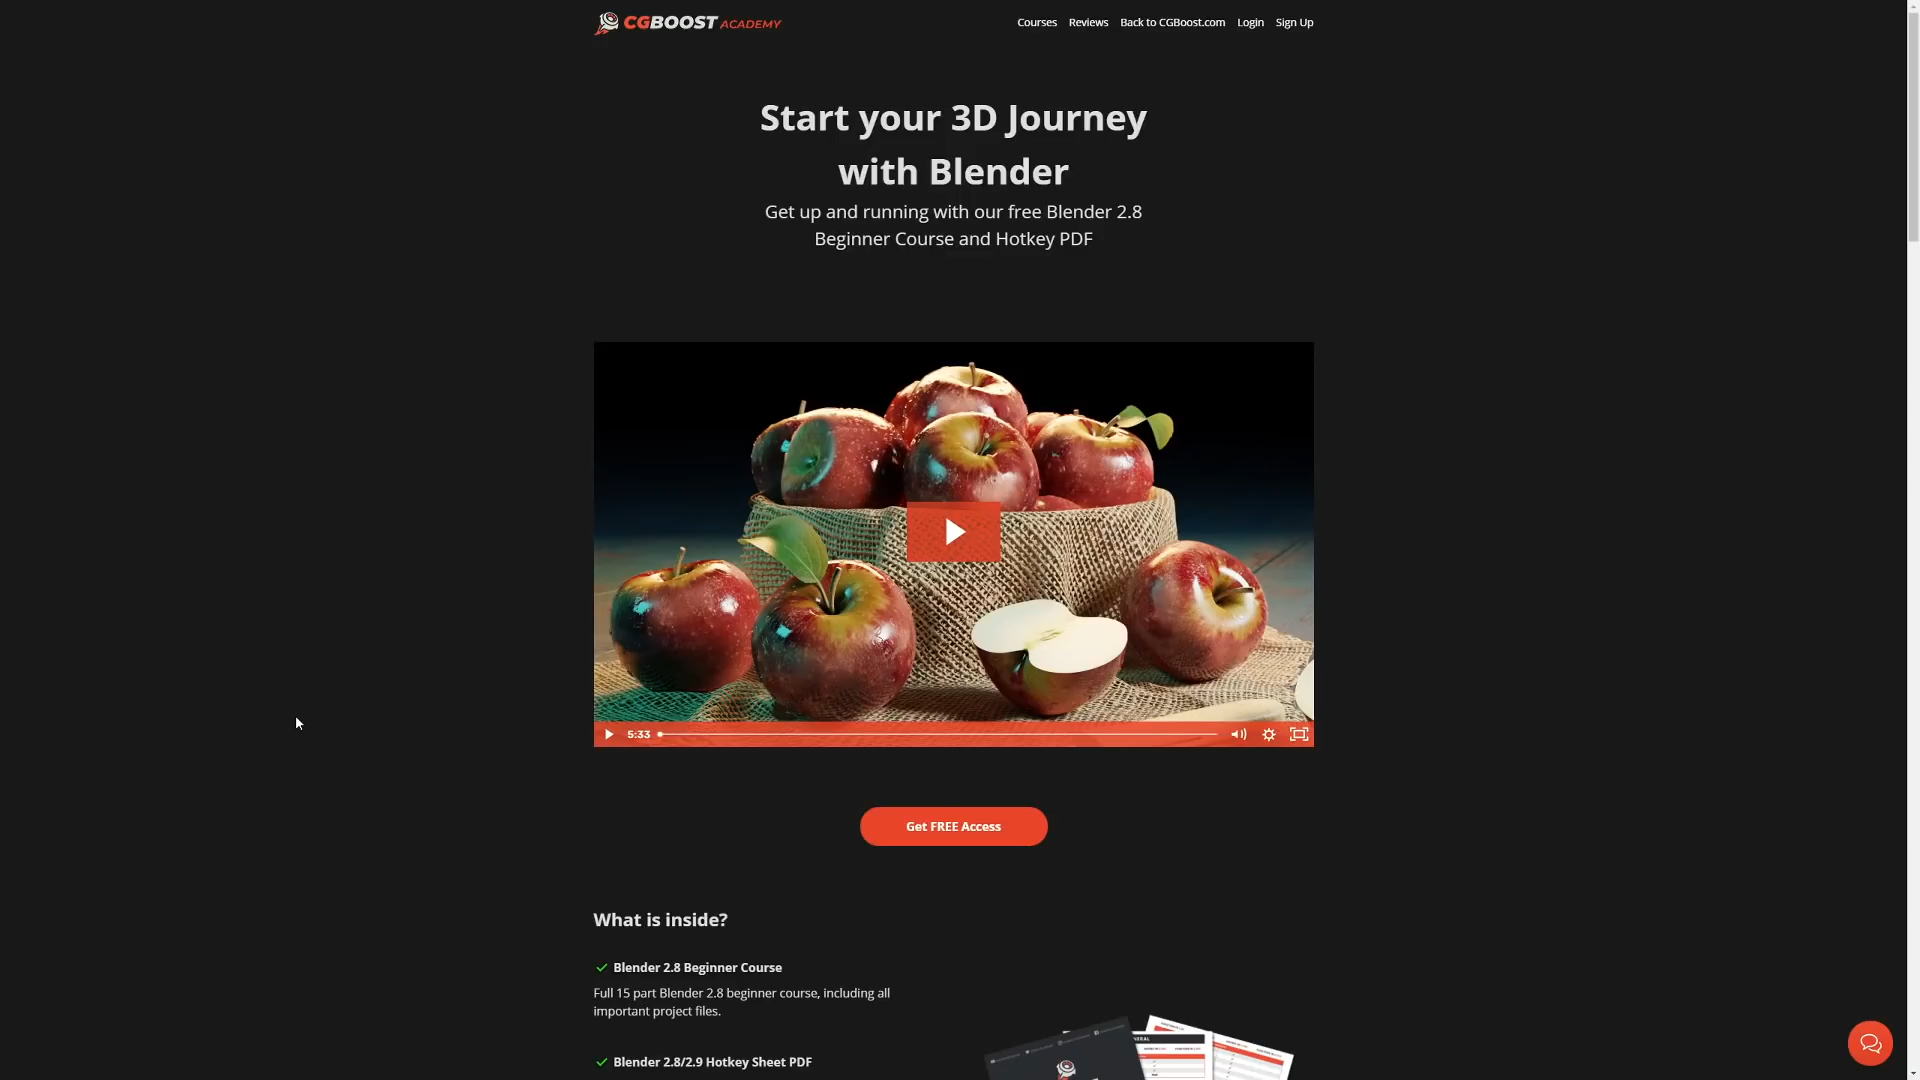 CGBOOST ACADEMY
Courses Reviews Back to CGBoost.com Login Sign Up
Start your 3D Journey
with Blender
Get up and running with our free Blender 2.8
Beginner Course and Hotkey PDF
5:33
Get FREE Access
What is inside?
Blender 2.8 Beginner Course
Full 15 part Blender 2.8 beginner course, including all
important project files.
Blender 2.8/2.9 Hotkey Sheet PDF